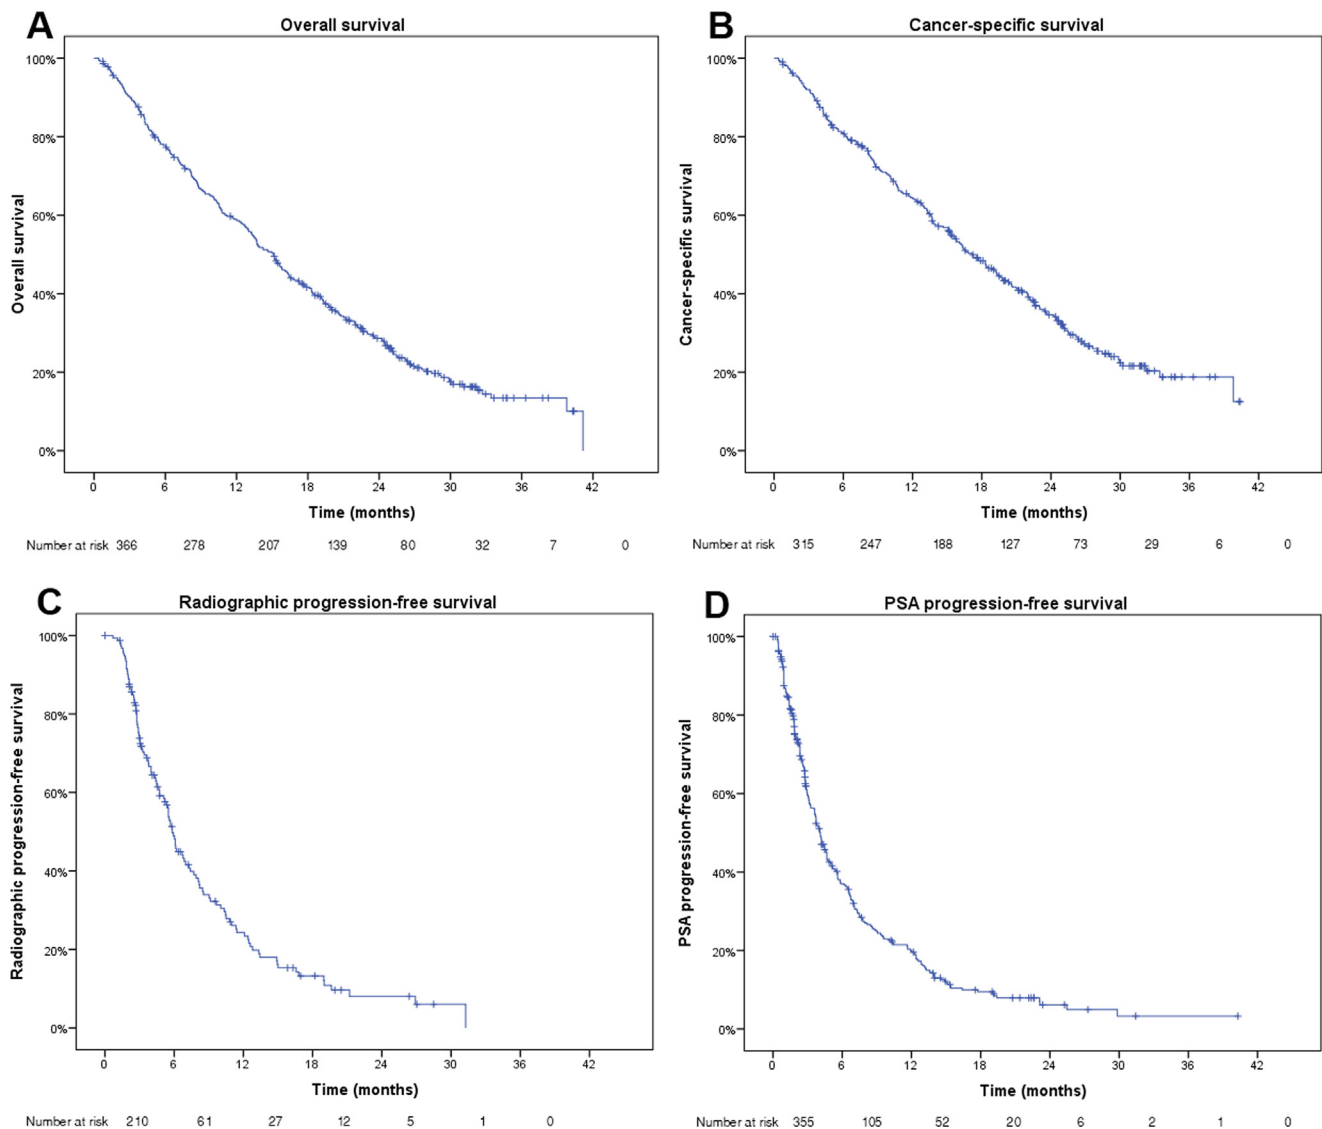 A
Overall survival
100%
80%
60%
40%
20%
0%
Overall survival
0 6 12 18 24 30 36 42
Time (months)
Number at risk 366 278 207 139 80 32 7 0
B
Cancer-specific survival
100%
80%
60%
40%
20%
0%
Cancer-specific survival
0 6 12 18 24 30 36 42
Time (months)
Number at risk 315 247 188 127 73 29 6 0
C
Radiographic progression-free survival
100%
80%
60%
40%
20%
0%
Radiographic progression-free survival
0 6 12 18 24 30 36 42
Time (months)
Number at risk 210 61 27 12 5 1 0
D
PSA progression-free survival
100%
80%
60%
40%
20%
0%
PSA progression-free survival
0 6 12 18 24 30 36 42
Time (months)
Number at risk 355 105 52 20 6 2 1 0